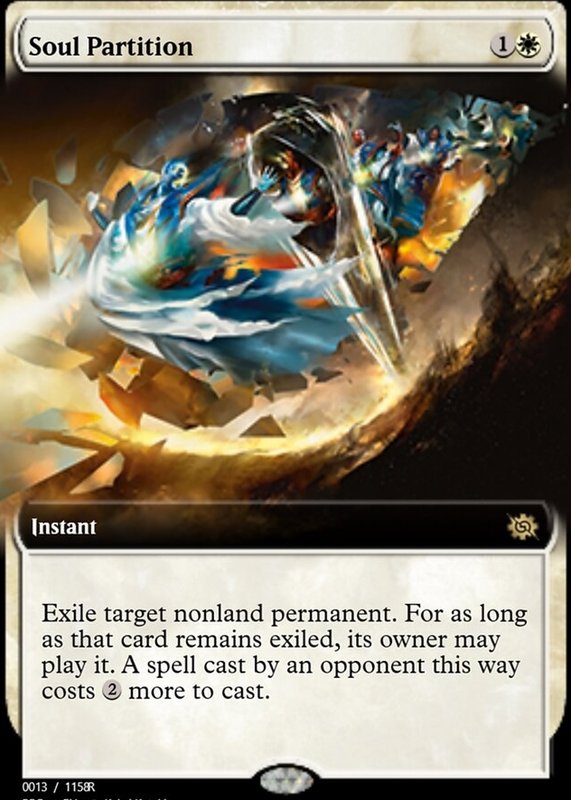 Soul Partition
1
Instant
Exile target nonland permanent. For as long
as that card remains exiled, its owner may
play it. A spell cast by an opponent this way
costs 2 more to cast.
0013 / 1158R